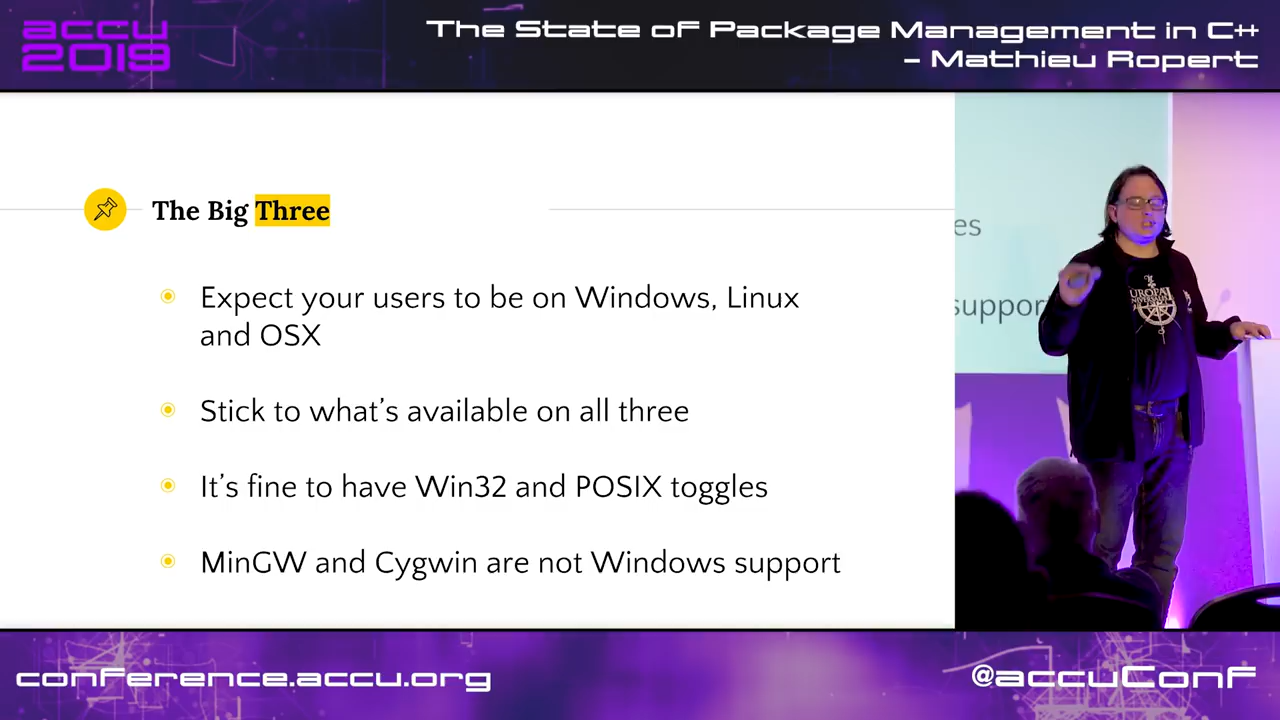 accu
2019
The State of Package Management in C++
– Mathieu Ropert
The Big Three
Expect your users to be on Windows, Linux
and OSX
Stick to what's available on all three
It's fine to have Win32 and POSIX toggles
MinGW and Cygwin are not Windows support
es
support
conference.accu.org
@accuConf